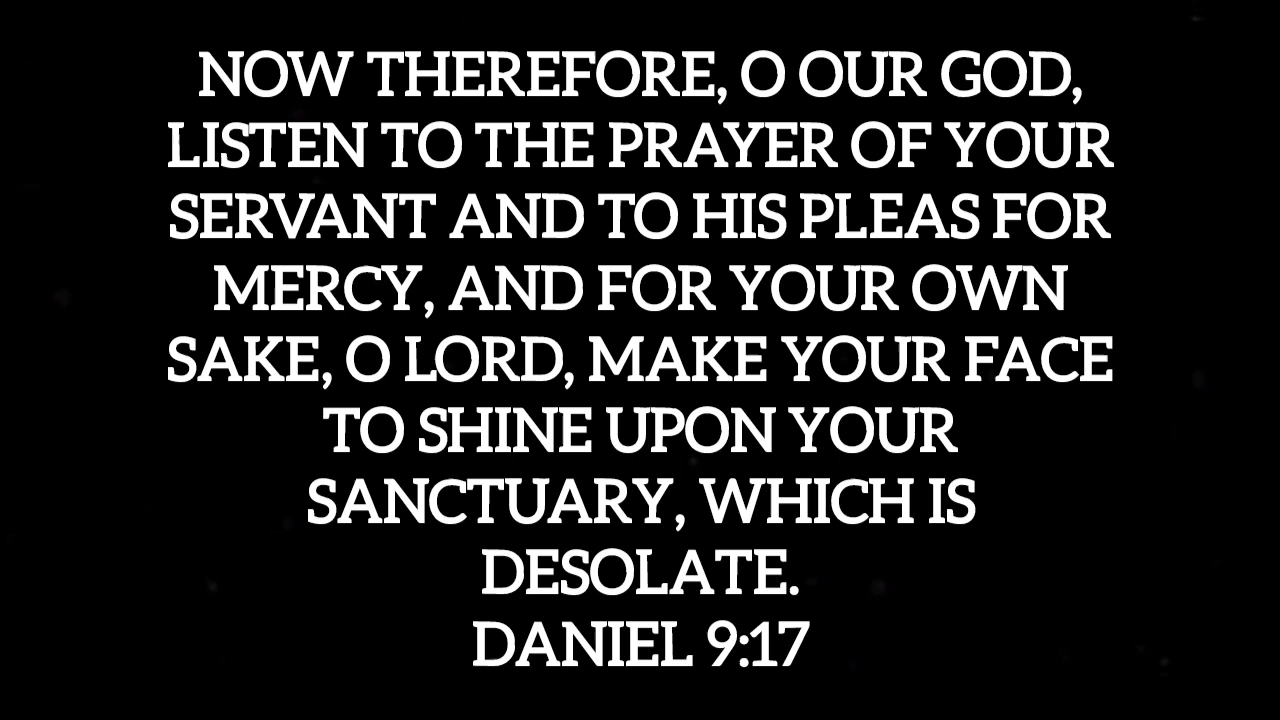 NOW THEREFORE, O OUR GOD,
LISTEN TO THE PRAYER OF YOUR
SERVANT AND TO HIS PLEAS FOR
MERCY, AND FOR YOUR OWN
SAKE, O LORD, MAKE YOUR FACE
TO SHINE UPON YOUR
SANCTUARY, WHICH IS
DESOLATE.
DANIEL 9:17